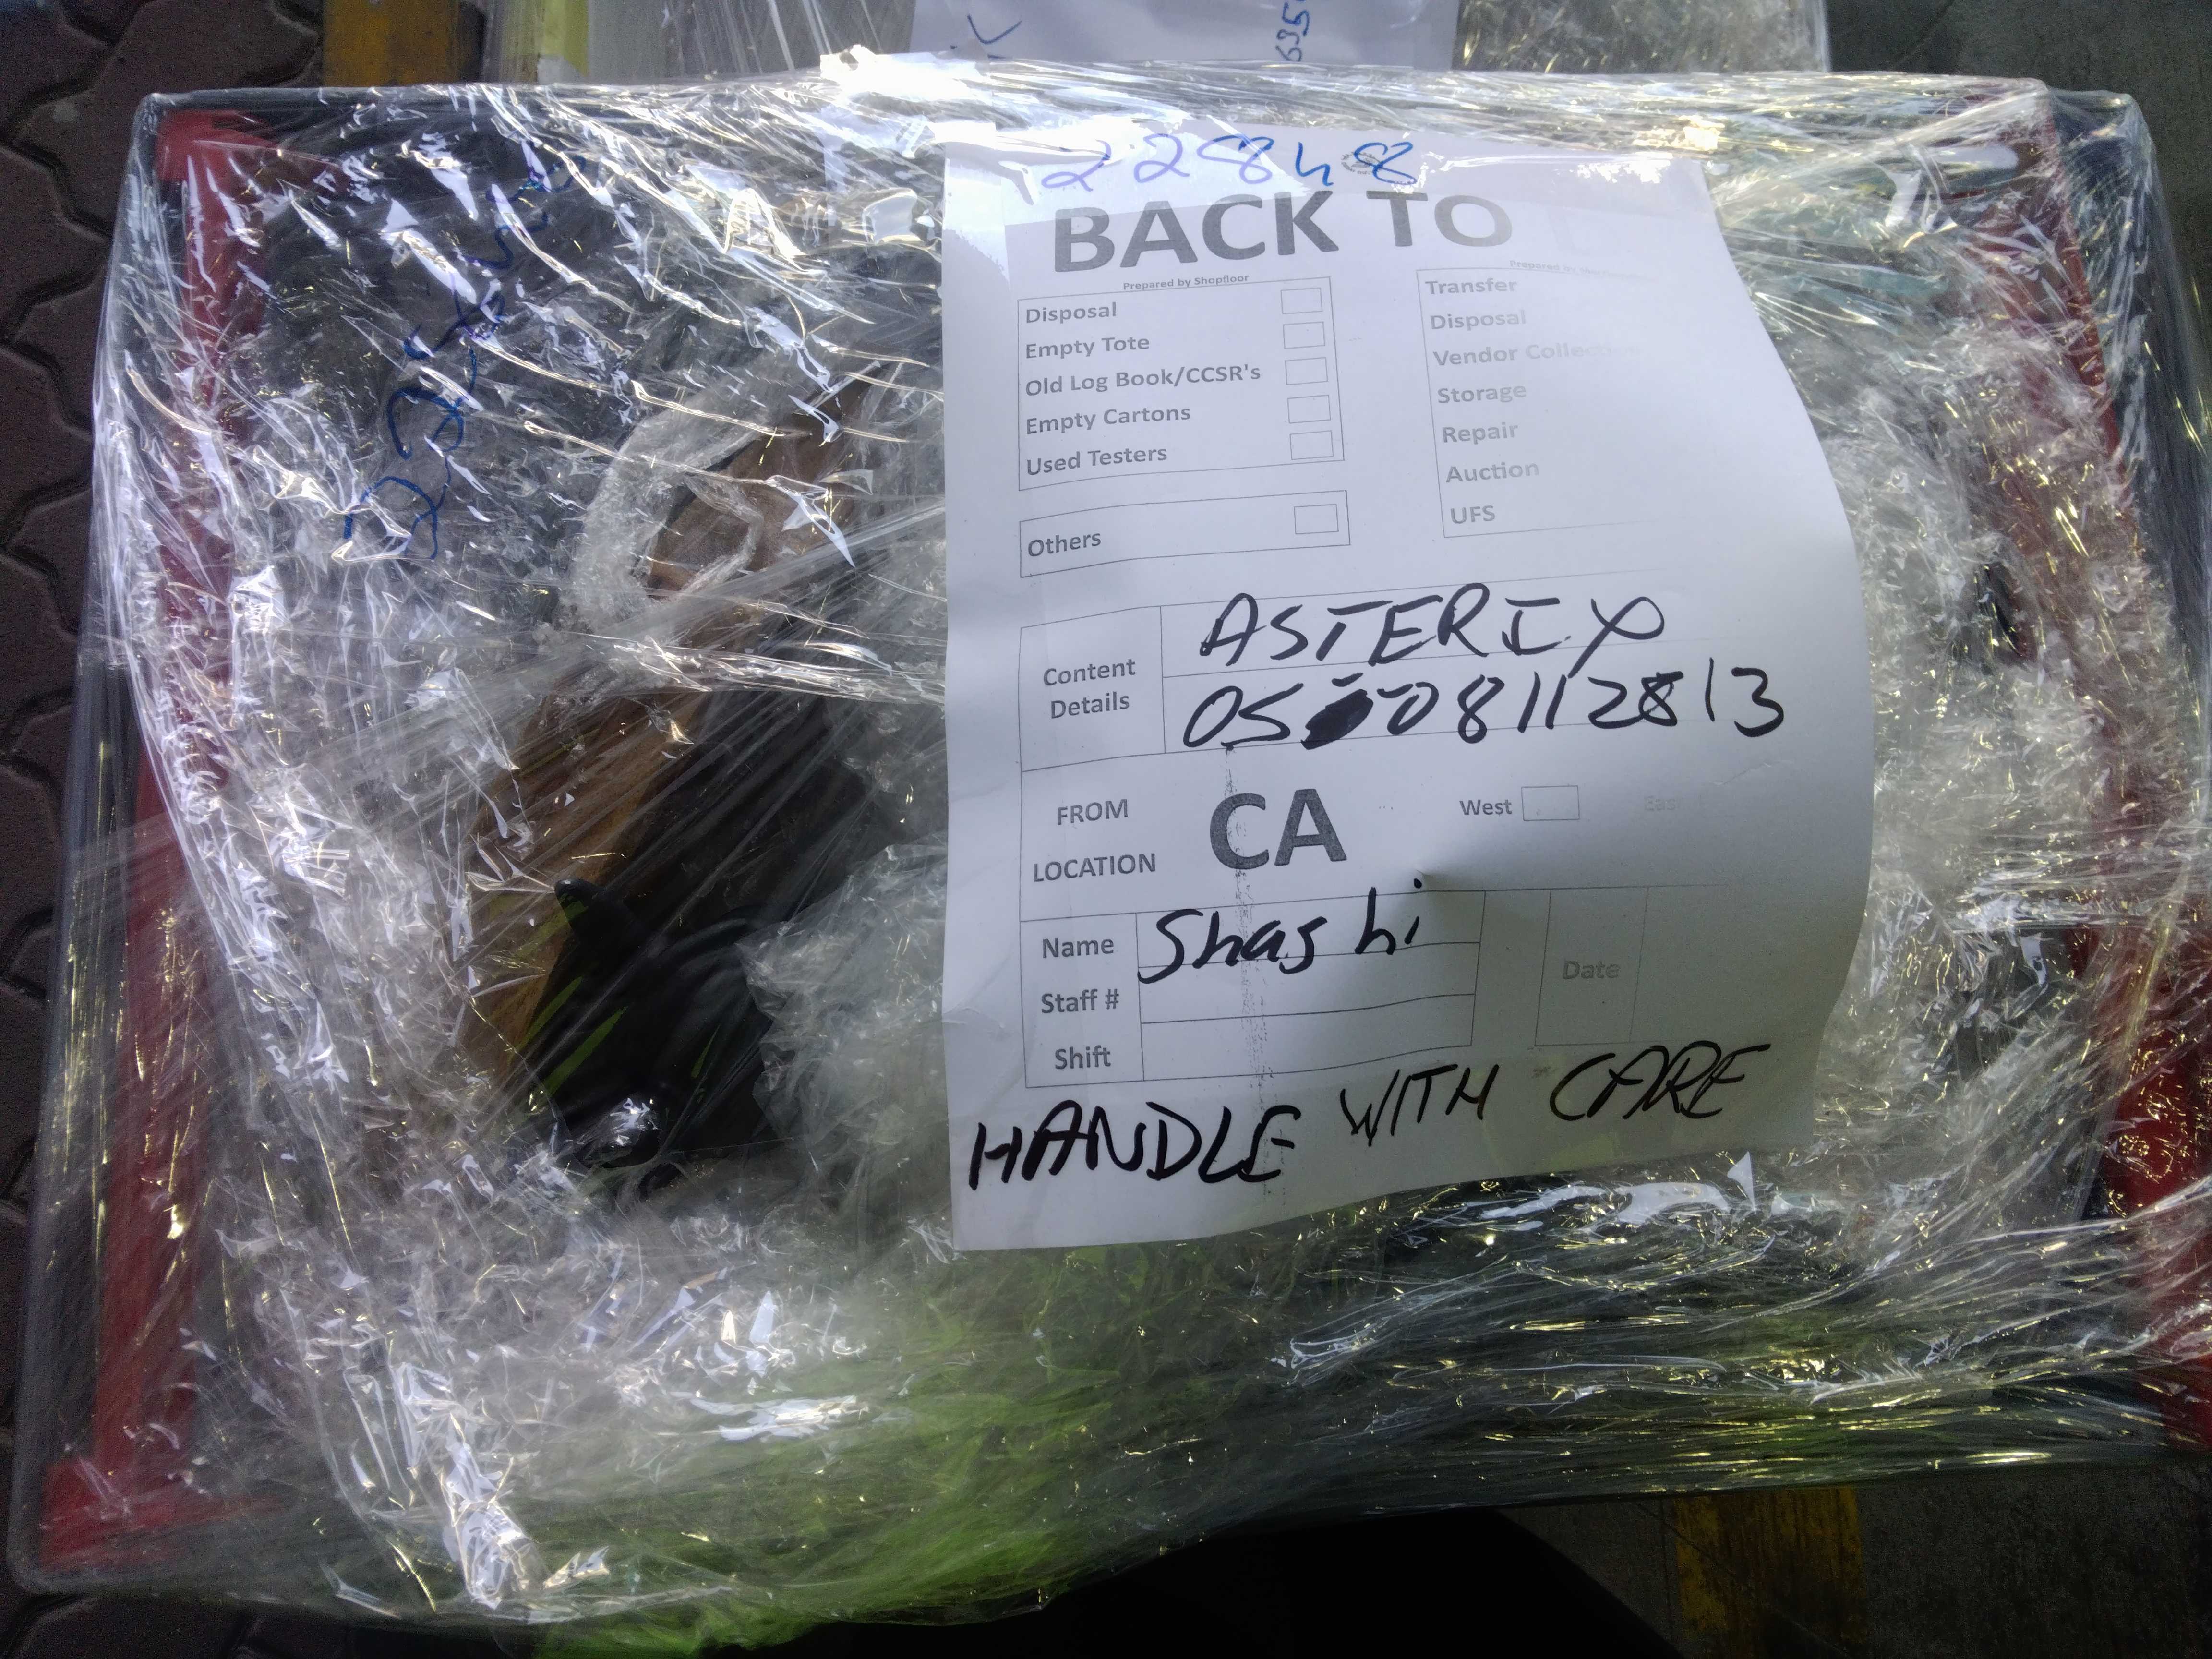 22848
BACK TO
Prepared by Shopfloor
Disposal
Empty Tote
Old Log Book/CCSR's
Empty Cartons
Used Testers
Others
Transfer
Disposal
Vendor
Storage
Repair
Auction
UFS
Content Details
ASTERIX
FROM LOCATION
CA
West
Name
Shashi
Staff #
Shift
Date
HANDLE WITH CARE